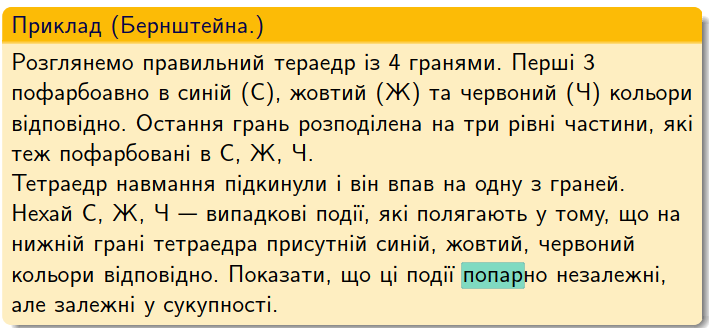 Приклад (Бернштейна.)
Розглянемо правильний тераедр із 4 гранями. Перші 3
пофарбоавно в синій (С), жовтий (Ж) та червоний (Ч) кольори
відповідно. Остання грань розподілена на три рівні частини, які
теж пофарбовані в С, Ж, Ч.
Тетраедр навмання підкинули і він впав на одну з граней.
Нехай С, Ж, Ч — випадкові події, які полягають у тому, що на
нижній грані тетраедра присутній синій, жовтий, червоний
кольори відповідно. Показати, що ці події попарно незалежні,
але залежні у сукупності.